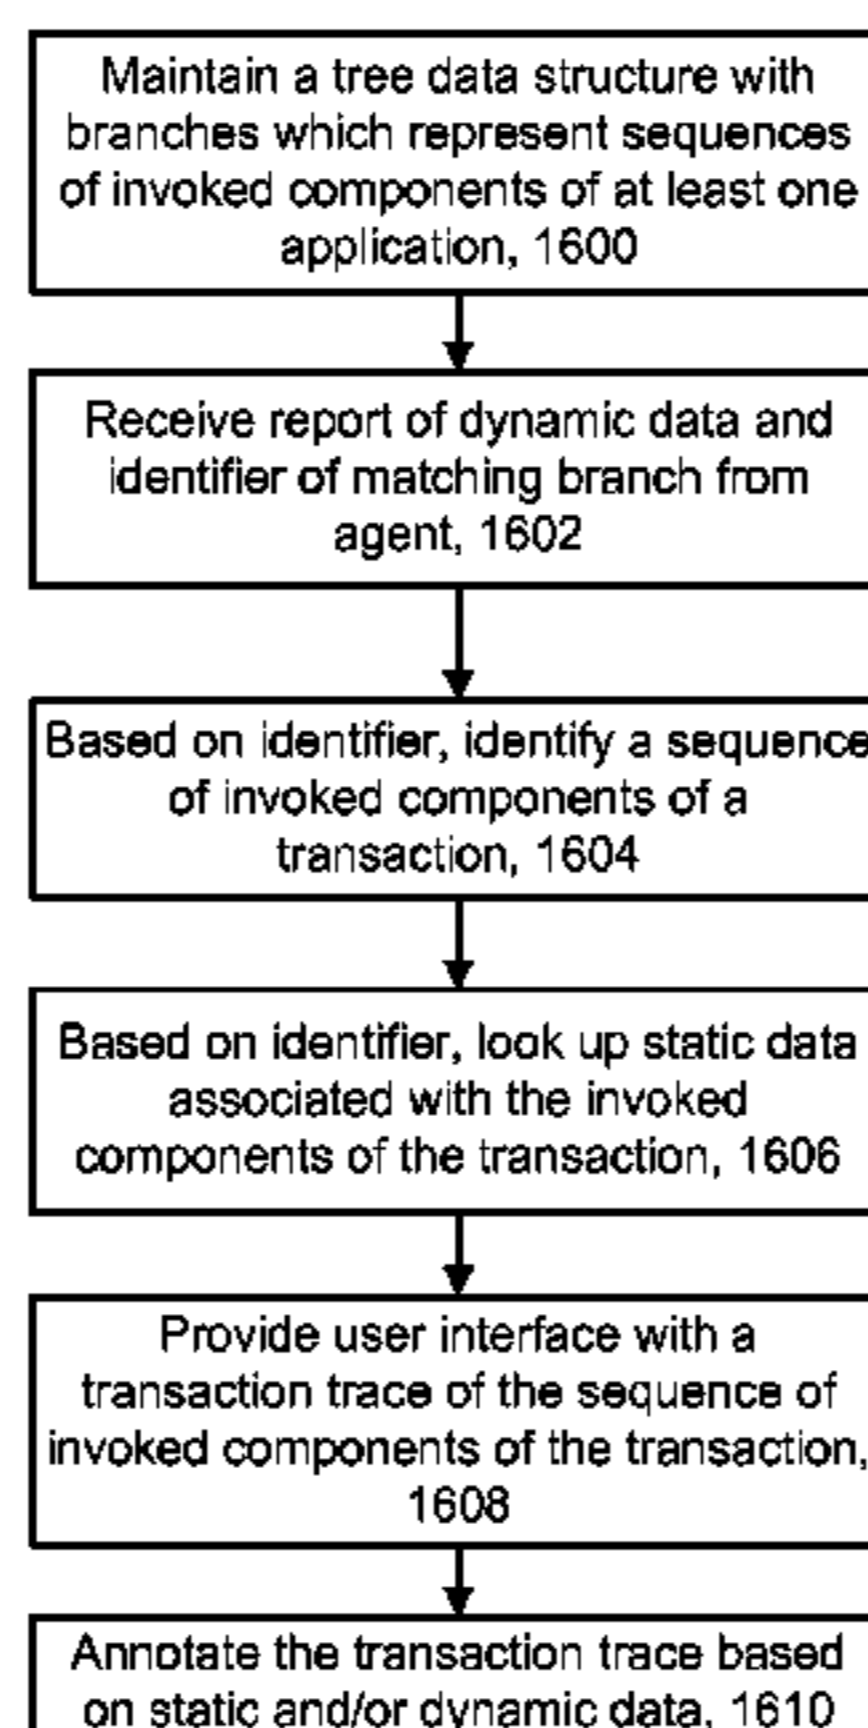 Maintain a tree data structure with
branches which represent sequences
of invoked components of at least one
application, 1600
Receive report of dynamic data and
identifier of matching branch from
agent, 1602
Based on identifier, identify a sequence
of invoked components of a
transaction, 1604
Based on identifier, look up static data
associated with the invoked
components of the transaction, 1606
Provide user interface with a
transaction trace of the sequence of
invoked components of the transaction,
1608
Annotate the transaction trace based
on static and/or dynamic data, 1610